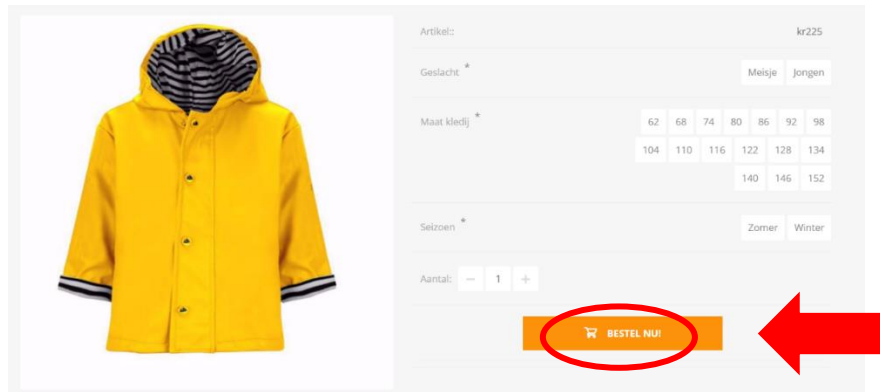 Artikel:: kr225
Geslacht * Meisje Jongen
Maat kledij * 62 68 74 80 86 92 98
104 110 116 122 128 134
140 146 152
Seizoen * Zomer Winter
Aantal: − 1 +
BESTEL NU!